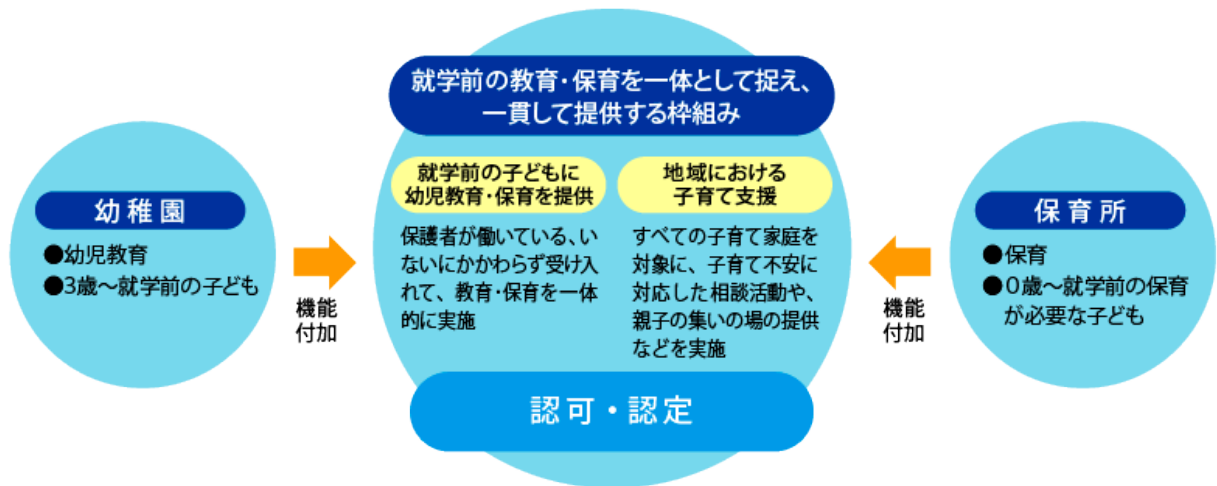 就学前の教育・保育を一体として捉え、
一貫して提供する枠組み
幼稚園
●幼児教育
●3歳～就学前の子ども
機能
付加
就学前の子どもに
幼児教育・保育を提供
保護者が働いている、い
ないにかかわらず受け入
れて、教育・保育を一体
的に実施
地域における
子育て支援
すべての子育て家庭を
対象に、子育て不安に
対応した相談活動や、
親子の集いの場の提供
などを実施
認可・認定
機能
付加
保育所
●保育
●0歳～就学前の保育
が必要な子ども